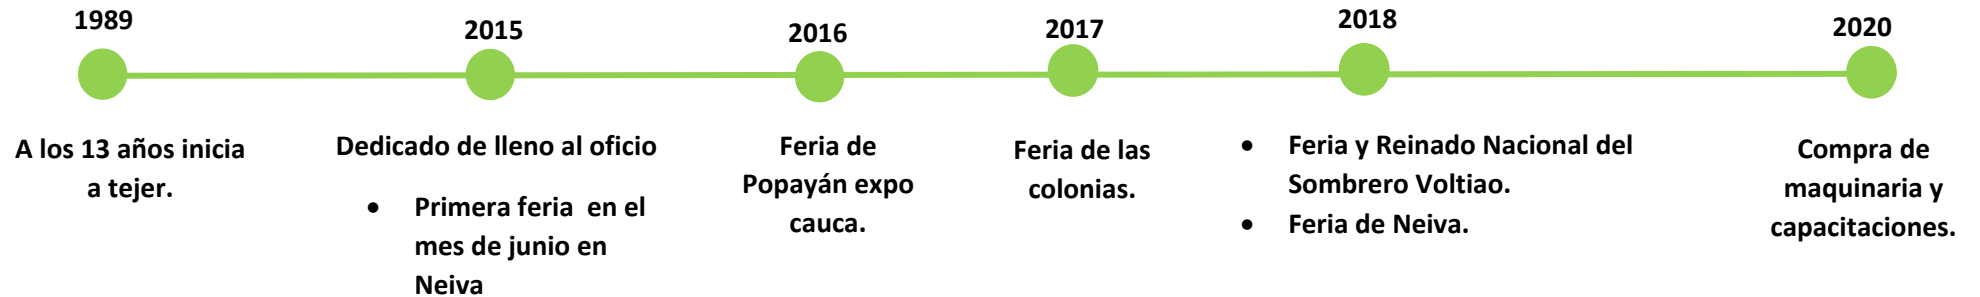 1989
A los 13 años inicia
a tejer.
2015
Dedicado de lleno al oficio
• Primera feria en el
mes de junio en
Neiva
2016
Feria de
Popayán expo
cauca.
2017
Feria de las
colonias.
2018
• Feria y Reinado Nacional del
Sombrero Voltiao.
• Feria de Neiva.
2020
Compra de
maquinaria y
capacitaciones.